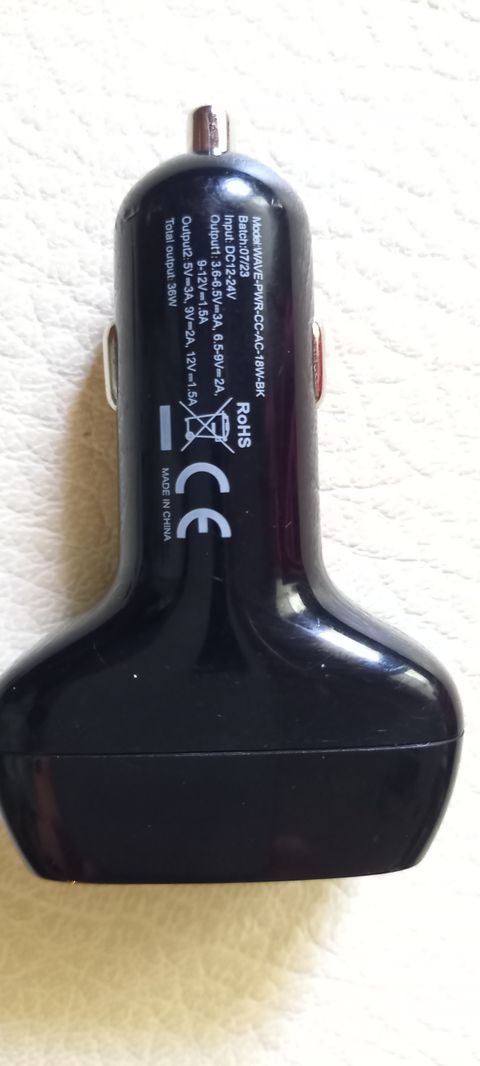 Model:WAVE-PWR-CC-AC-18W-BK
Batch:07/23
Input: DC12-24V
Output1: 3.6-6.5V⎓3A, 6.5-9V⎓2A,
9-12V⎓1.5A
Output2: 5V⎓3A, 9V⎓2A, 12V⎓1.5A
Total output: 36W
RoHS
CE
MADE IN CHINA